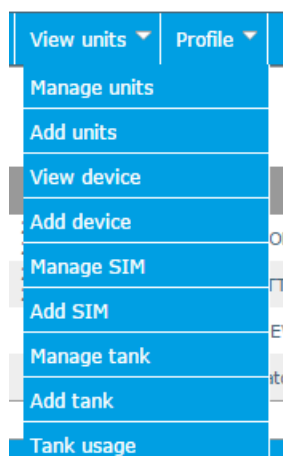 View units Profile
Manage units
Add units
View device
Add device
Manage SIM
Add SIM
Manage tank
Add tank
Tank usage